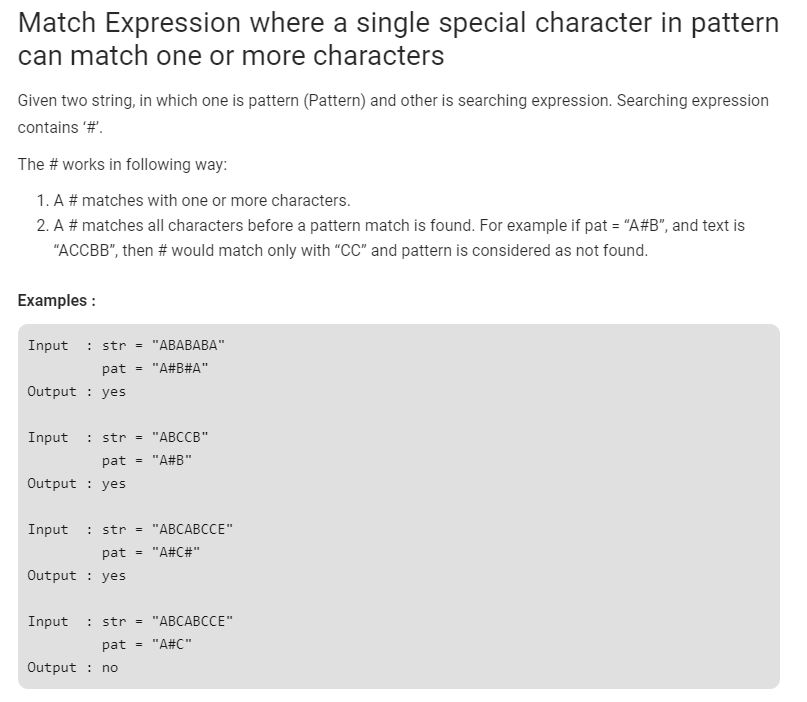 Match Expression where a single special character in pattern
can match one or more characters
Given two string, in which one is pattern (Pattern) and other is searching expression. Searching expression
contains ‘#’.
The # works in following way:
1. A # matches with one or more characters.
2. A # matches all characters before a pattern match is found. For example if pat = “A#B”, and text is
“ACCBB”, then # would match only with “CC” and pattern is considered as not found.
Examples :
Input  : str = "ABABABA"
pat = "A#B#A"
Output : yes
Input  : str = "ABCCB"
pat = "A#B"
Output : yes
Input  : str = "ABCABCCE"
pat = "A#C#"
Output : yes
Input  : str = "ABCABCCE"
pat = "A#C"
Output : no